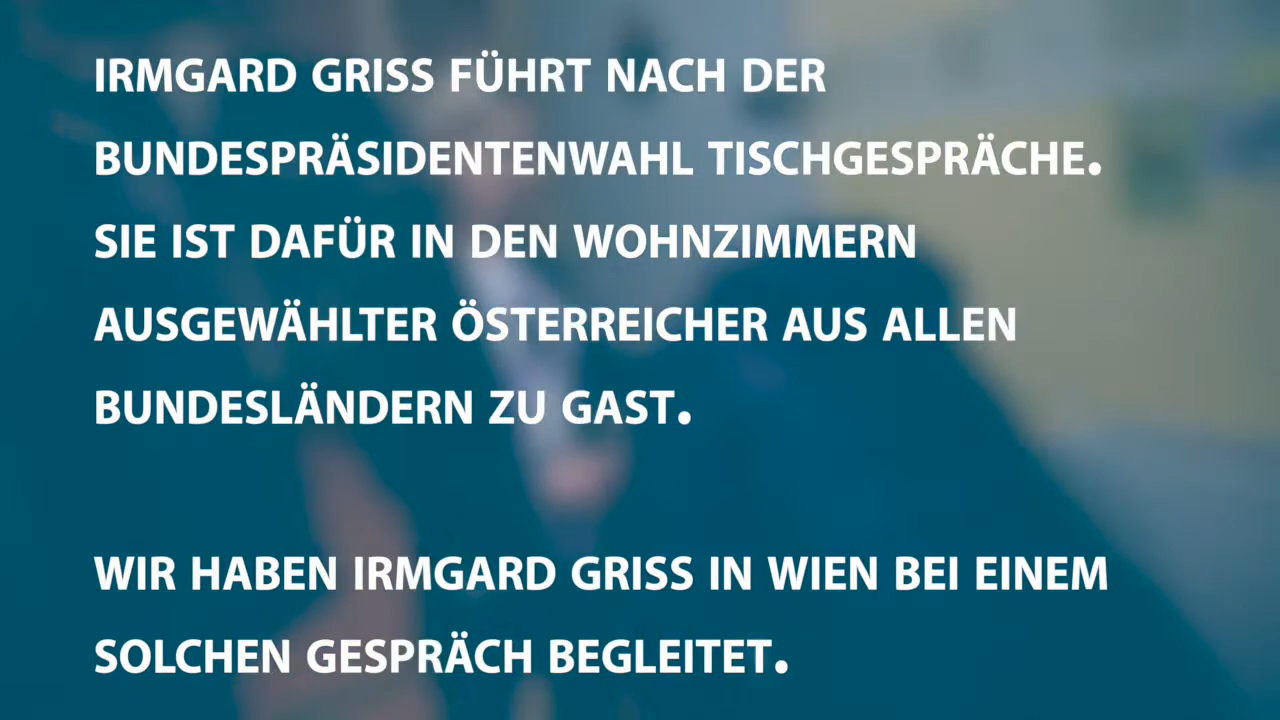 IRMGARD GRISS FÜHRT NACH DER
BUNDESPRÄSIDENTENWAHL TISCHGESPRÄCHE.
SIE IST DAFÜR IN DEN WOHNZIMMERN
AUSGEWÄHLTER ÖSTERREICHER AUS ALLEN
BUNDESLÄNDERN ZU GAST.
WIR HABEN IRMGARD GRISS IN WIEN BEI EINEM
SOLCHEN GESPRÄCH BEGLEITET.